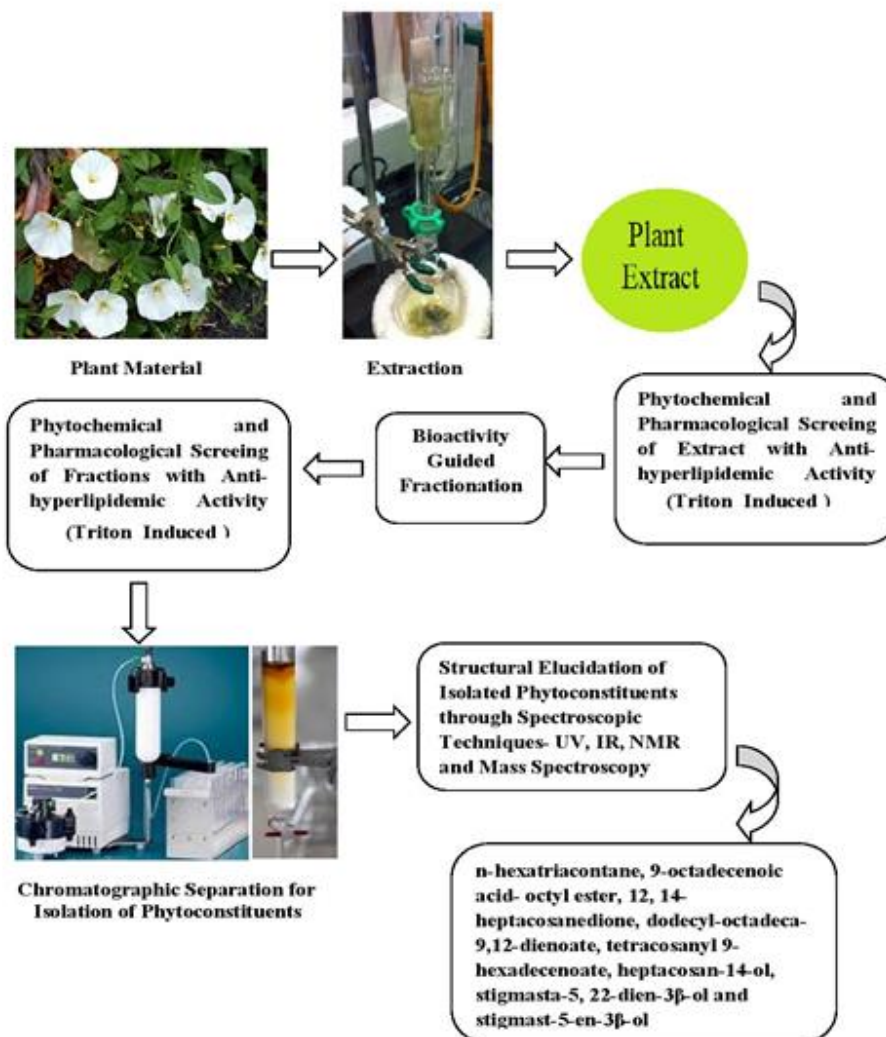 Plant
Extract
Plant Material
Extraction
Phytochemical and
Pharmacological Screeing
of Extract with Anti-
hyperlipidemic Activity
(Triton Induced )
Bioactivity
Guided
Fractionation
Phytochemical and
Pharmacological Screeing
of Fractions with Anti-
hyperlipidemic Activity
(Triton Induced )
Chromatographic Separation for
Isolation of Phytoconstituents
Structural Elucidation of
Isolated Phytoconstituents
through Spectroscopic
Techniques- UV, IR, NMR
and Mass Spectroscopy
n-hexatriacontane, 9-octadecenoic
acid- octyl ester, 12, 14-
heptacosanedione, dodecyl-octadeca-
9,12-dienoate, tetracosanyl 9-
hexadecenoate, heptacosan-14-ol,
stigmasta-5, 22-dien-3β-ol and
stigmast-5-en-3β-ol